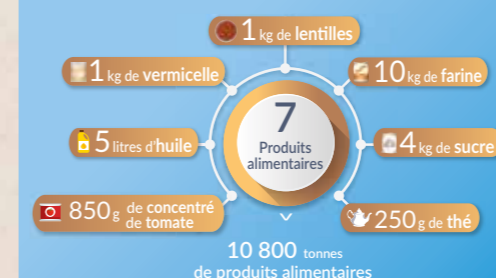 1 kg de lentilles
1 kg de vermicelle
10 kg de farine
7
Produits
alimentaires
5 litres d'huile
4 kg de sucre
850 g de concentré
de tomate
250 g de thé
10 800 tonnes
de produits alimentaires